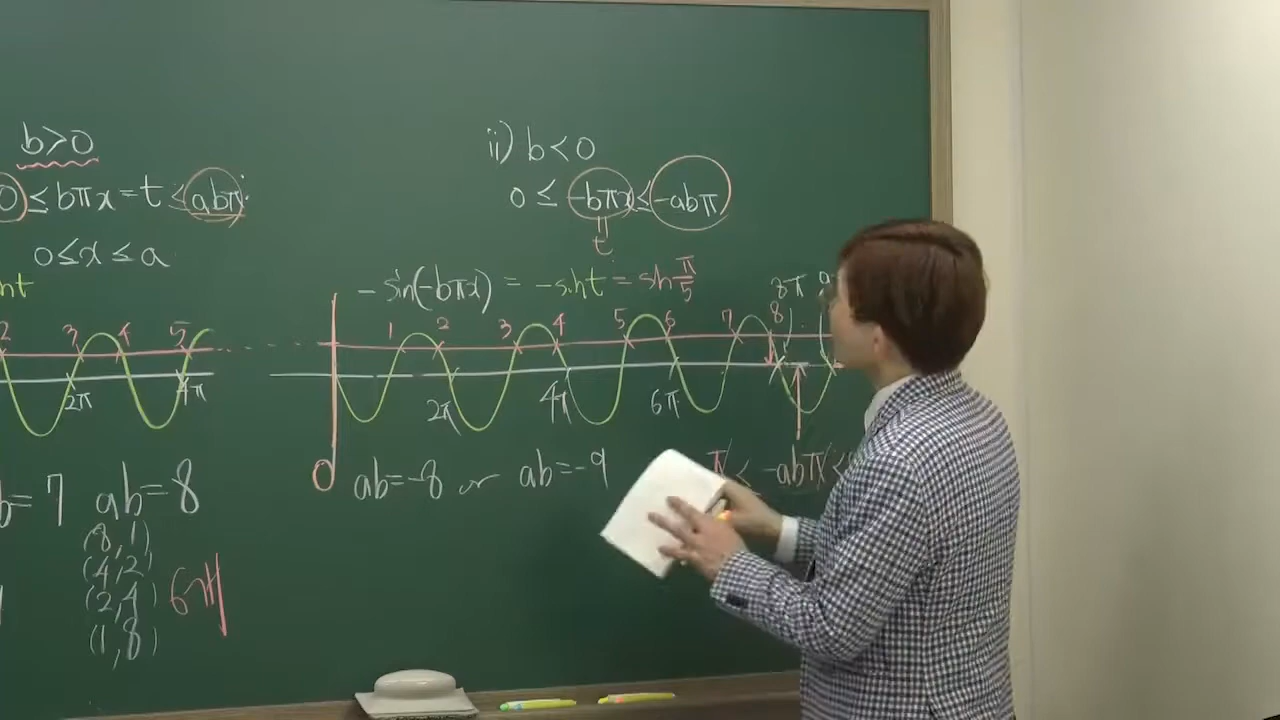 b>0
0 ≤ bπx = t ≤ abπ
0 ≤ x ≤ a
2 3 4 5
2π 4π
7 ab=8
(8,1)
(4,2)
(2,4)
(1,8)
6개
ii) b<0
0 ≤ -bπx ≤ -abπ
t
-sin(-bπx) = -sint = sin π/5
8π
1 2 3 4 5 6 7 8
2π 4π 6π
0
ab=-8 or ab=-9
≤ -abπ <